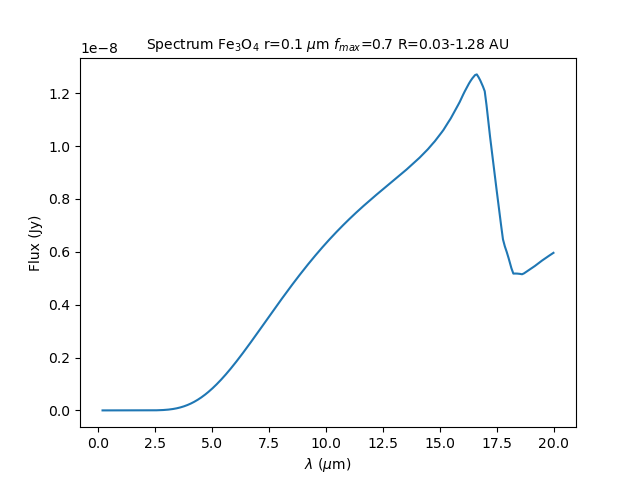 Spectrum Fe₃O₄ r=0.1 μm f_max=0.7 R=0.03-1.28 AU
1e−8
1.2
1.0
0.8
0.6
0.4
0.2
0.0
Flux (Jy)
0.0 2.5 5.0 7.5 10.0 12.5 15.0 17.5 20.0
λ (μm)